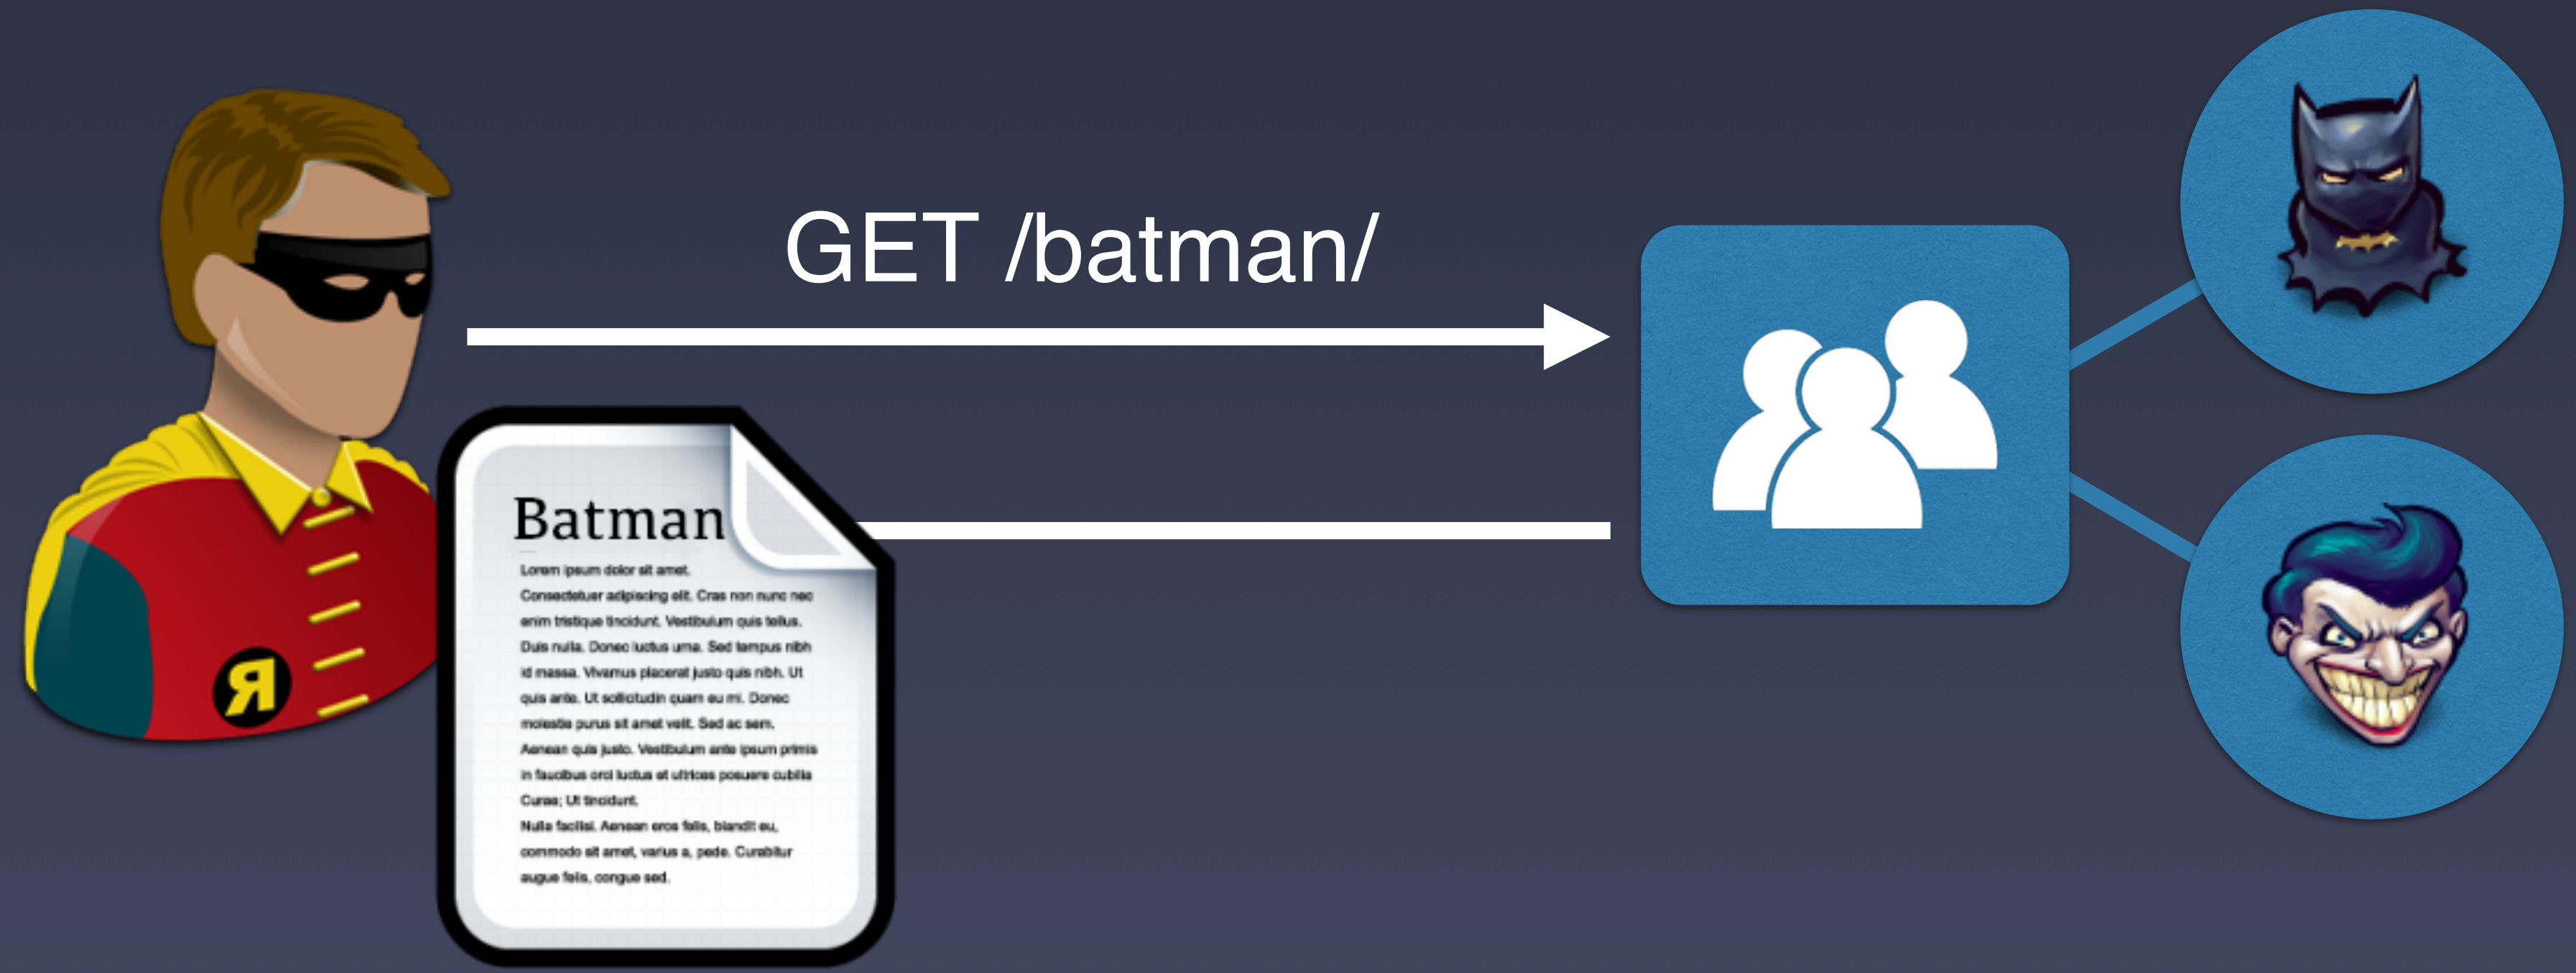 GET /batman/
Batman
Lorem ipsum dolor sit amet.
Consectetuer adipiscing elit. Cras non nunc nec
enim tristique tincidunt. Vestibulum quis tellus.
Duis nulla. Donec luctus urna. Sed tempus nibh
id massa. Vivamus placerat justo quis nibh. Ut
quis ante. Ut sollicitudin quam eu mi. Donec
molestie purus sit amet velit. Sed ac sem.
Aenean quis justo. Vestibulum ante ipsum primis
in faucibus orci luctus et ultrices posuere cubilia
Curae; Ut tincidunt.
Nulla facilisi. Aenean eros felis, blandit eu,
commodo sit amet, varius a, pede. Curabitur
augue felis, congue sed.
Я